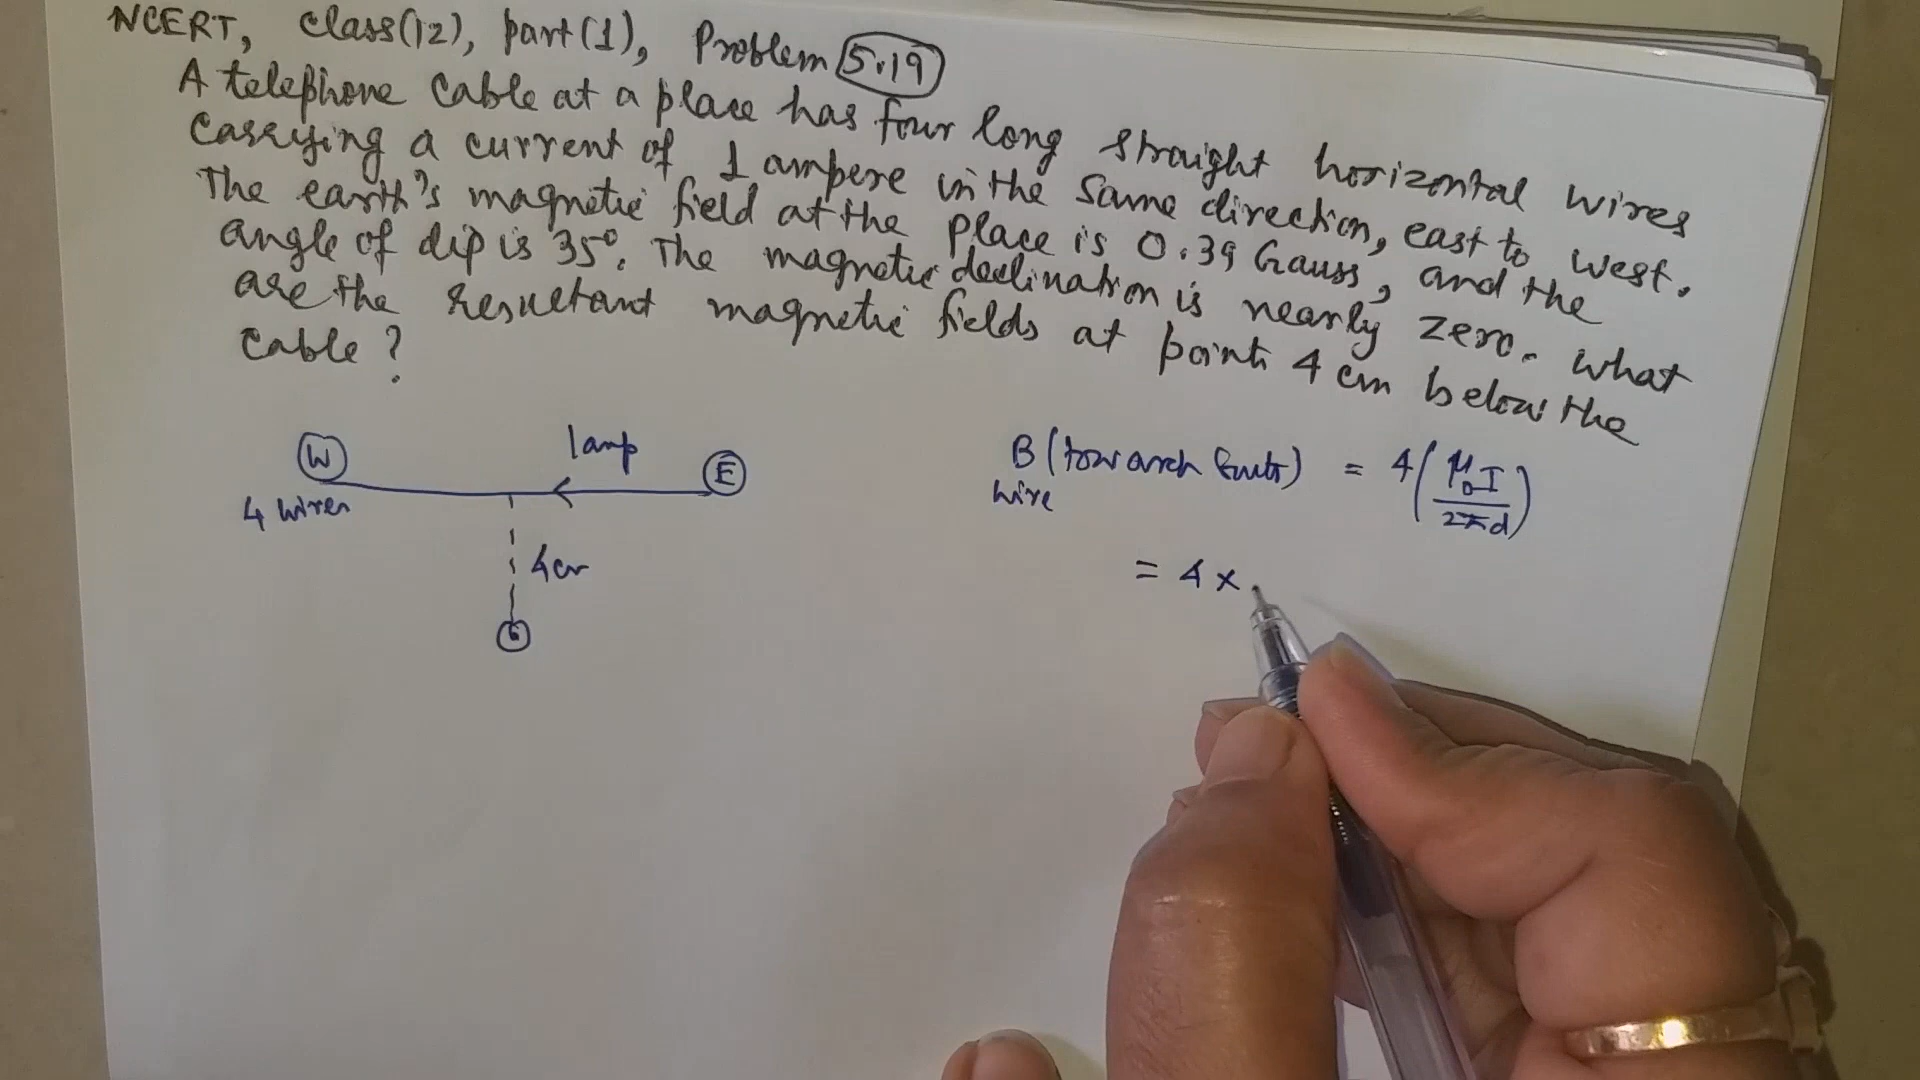 NCERT, class(12), part(1), Problem 5.19
A telephone cable at a place has four long straight horizontal wires
carrying a current of 1 ampere in the same direction, east to west.
The earth's magnetic field at the place is 0.39 Gauss, and the
angle of dip is 35°. The magnetic declination is nearly zero. What
are the resultant magnetic fields at points 4 cm below the
cable?
W 1amp E
4 wires
4cm
B (towards) = 4(μ₀I/2πd)
wire
= 4 ×